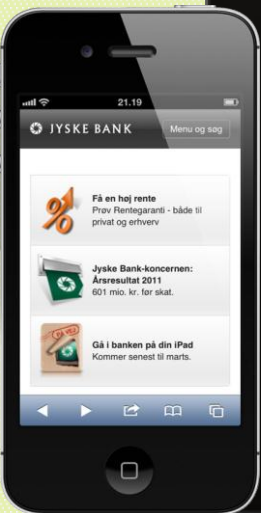 21.19
JYSKE BANK
Menu og søg
Få en høj rente
Prøv Rentegaranti - både til
privat og erhverv
Jyske Bank-koncernen:
Årsresultat 2011
601 mio. kr. før skat.
Gå i banken på din iPad
Kommer senest til marts.